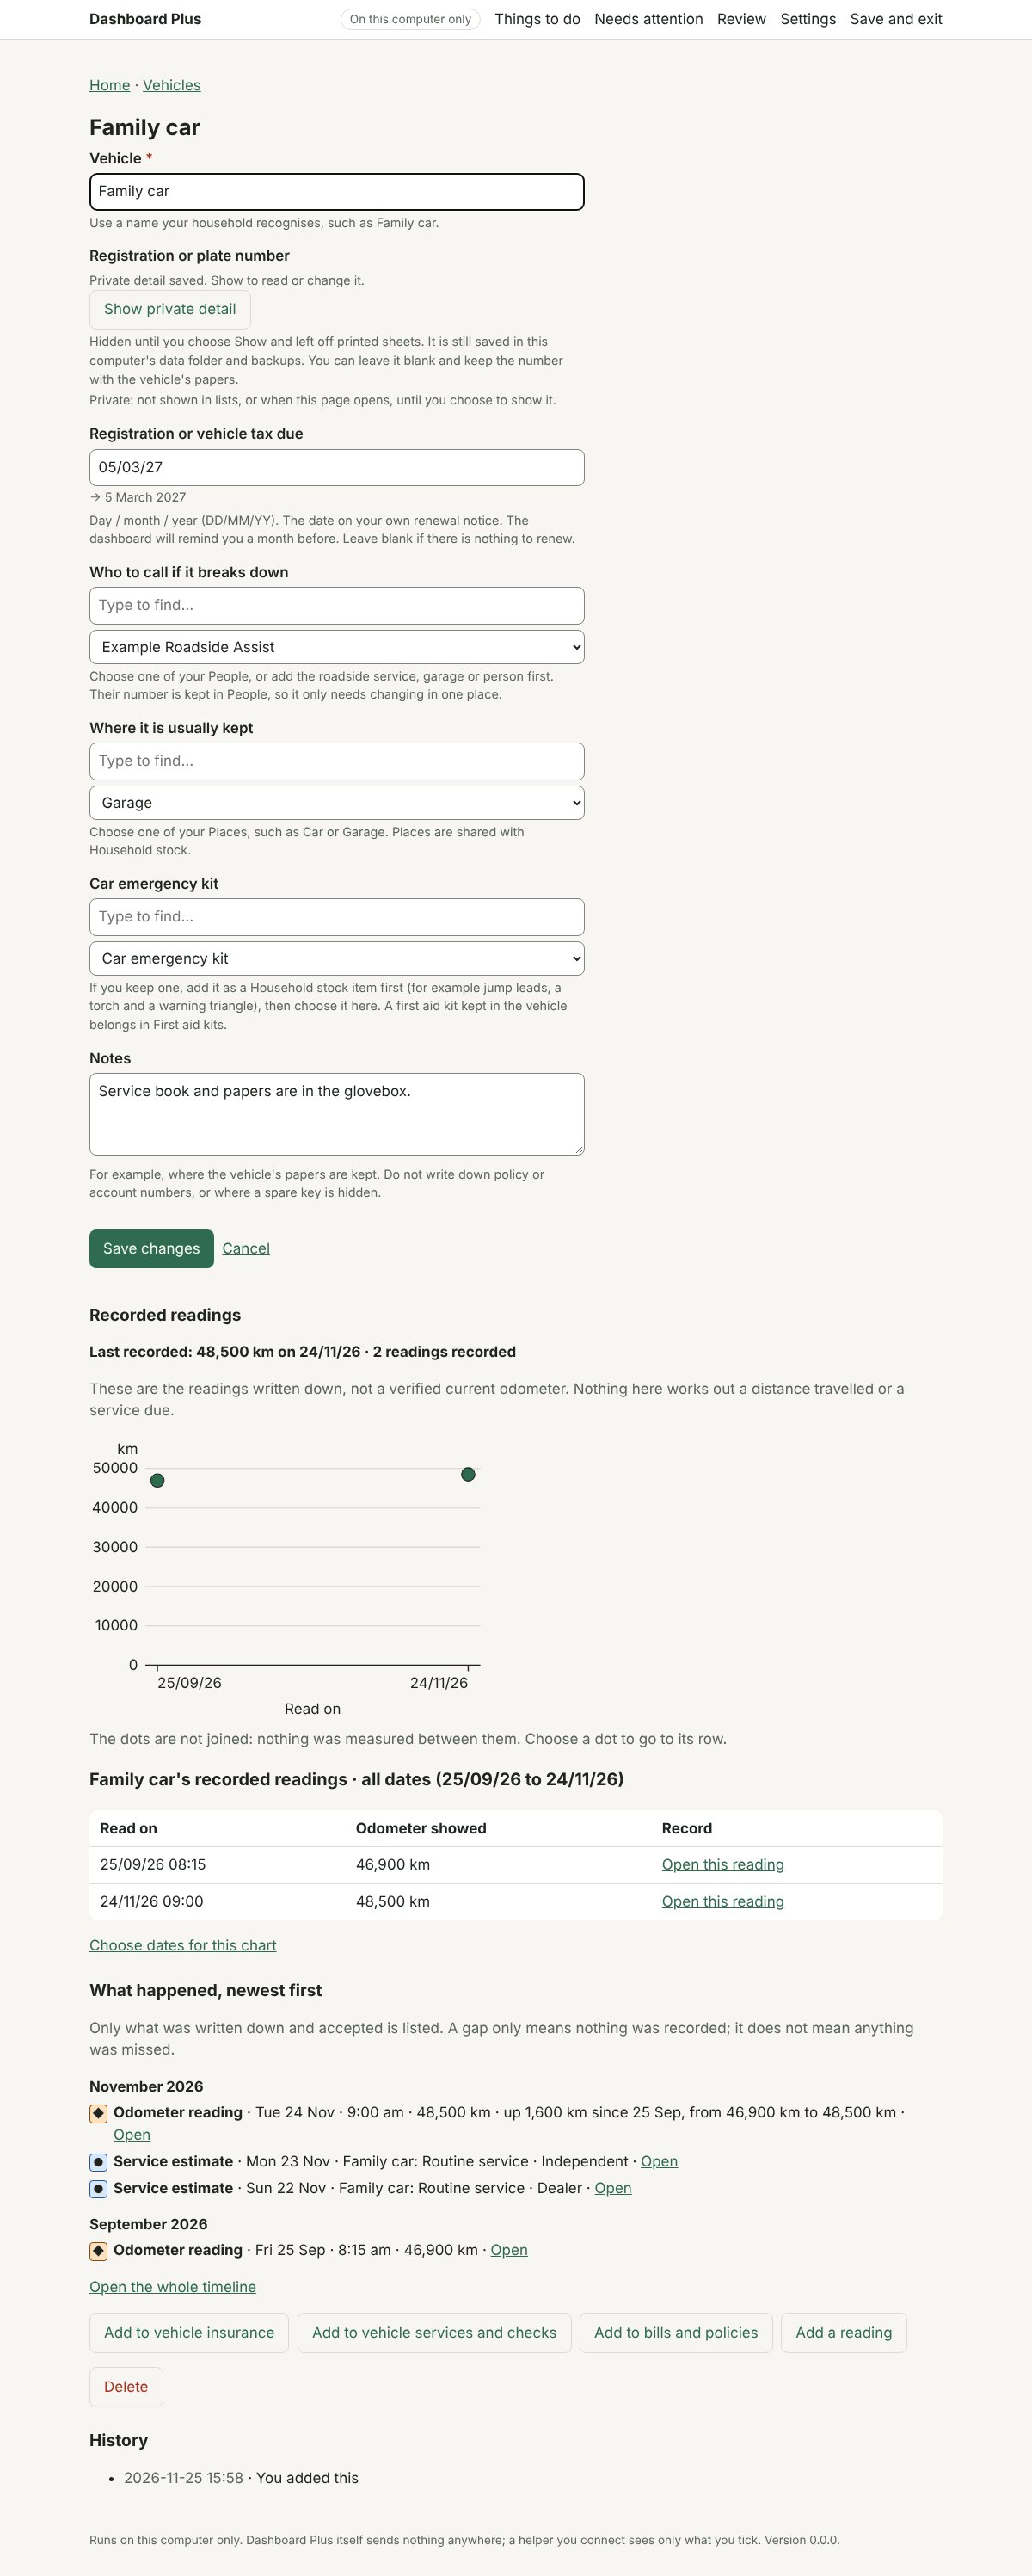 Dashboard Plus
On this computer only
Things to do
Needs attention
Review
Settings
Save and exit
Home · Vehicles
Family car
Vehicle *
Family car
Use a name your household recognises, such as Family car.
Registration or plate number
Private detail saved. Show to read or change it.
Show private detail
Hidden until you choose Show and left off printed sheets. It is still saved in this
computer's data folder and backups. You can leave it blank and keep the number
with the vehicle's papers.
Private: not shown in lists, or when this page opens, until you choose to show it.
Registration or vehicle tax due
05/03/27
→ 5 March 2027
Day / month / year (DD/MM/YY). The date on your own renewal notice. The
dashboard will remind you a month before. Leave blank if there is nothing to renew.
Who to call if it breaks down
Type to find...
Example Roadside Assist
Choose one of your People, or add the roadside service, garage or person first.
Their number is kept in People, so it only needs changing in one place.
Where it is usually kept
Type to find...
Garage
Choose one of your Places, such as Car or Garage. Places are shared with
Household stock.
Car emergency kit
Type to find...
Car emergency kit
If you keep one, add it as a Household stock item first (for example jump leads, a
torch and a warning triangle), then choose it here. A first aid kit kept in the vehicle
belongs in First aid kits.
Notes
Service book and papers are in the glovebox.
For example, where the vehicle's papers are kept. Do not write down policy or
account numbers, or where a spare key is hidden.
Save changes
Cancel
Recorded readings
Last recorded: 48,500 km on 24/11/26 · 2 readings recorded
These are the readings written down, not a verified current odometer. Nothing here works out a distance travelled or a
service due.
km
50000
40000
30000
20000
10000
0
25/09/26
24/11/26
Read on
The dots are not joined: nothing was measured between them. Choose a dot to go to its row.
Family car's recorded readings · all dates (25/09/26 to 24/11/26)
Read on
Odometer showed
Record
25/09/26 08:15
46,900 km
Open this reading
24/11/26 09:00
48,500 km
Open this reading
Choose dates for this chart
What happened, newest first
Only what was written down and accepted is listed. A gap only means nothing was recorded; it does not mean anything
was missed.
November 2026
Odometer reading · Tue 24 Nov · 9:00 am · 48,500 km · up 1,600 km since 25 Sep, from 46,900 km to 48,500 km ·
Open
Service estimate · Mon 23 Nov · Family car: Routine service · Independent · Open
Service estimate · Sun 22 Nov · Family car: Routine service · Dealer · Open
September 2026
Odometer reading · Fri 25 Sep · 8:15 am · 46,900 km · Open
Open the whole timeline
Add to vehicle insurance
Add to vehicle services and checks
Add to bills and policies
Add a reading
Delete
History
2026-11-25 15:58 · You added this
Runs on this computer only. Dashboard Plus itself sends nothing anywhere; a helper you connect sees only what you tick. Version 0.0.0.